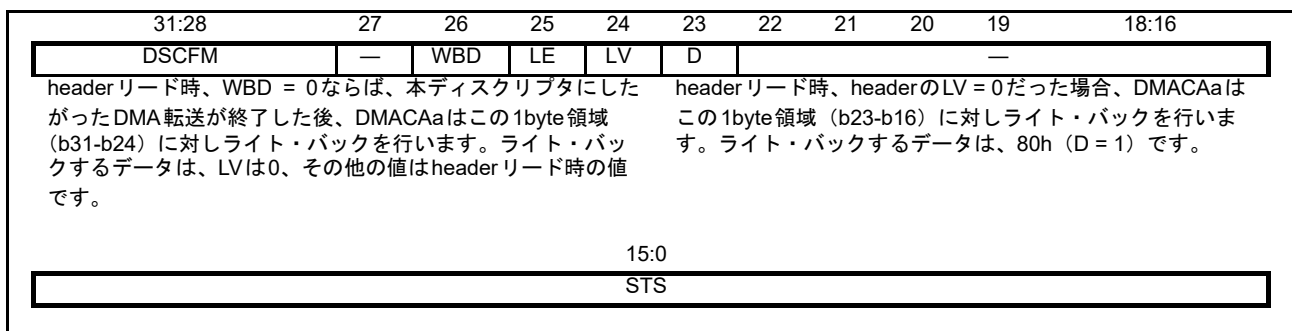 31:28 27 26 25 24 23 22 21 20 19 18:16
DSCFM — WBD LE LV D —
headerリード時、WBD = 0ならば、本ディスクリプタにした
がったDMA転送が終了した後、DMACAaはこの1byte領域
(b31-b24)に対しライト・バックを行います。ライト・バッ
クするデータは、LVは0、その他の値はheaderリード時の値
です。
headerリード時、headerのLV = 0だった場合、DMACAaは
この1byte領域(b23-b16)に対しライト・バックを行いま
す。ライト・バックするデータは、80h(D = 1)です。
15:0
STS